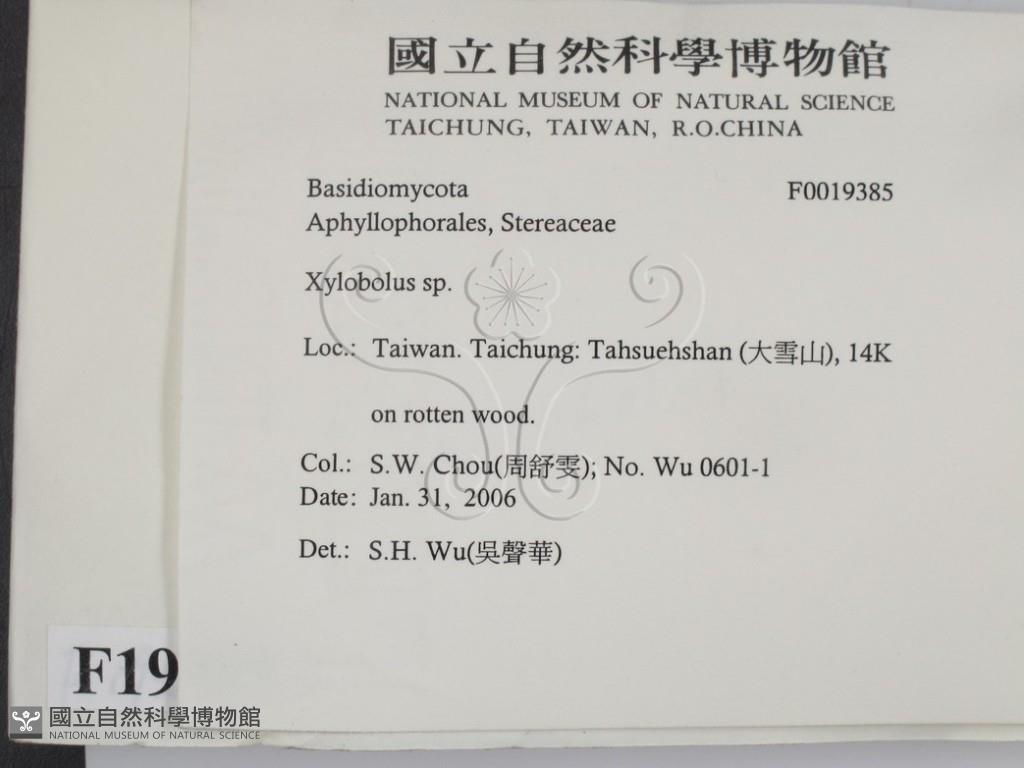 國立自然科學博物館
NATIONAL MUSEUM OF NATURAL SCIENCE
TAICHUNG, TAIWAN, R.O.CHINA
Basidiomycota F0019385
Aphyllophorales, Stereaceae
Xylobolus sp.
Loc.: Taiwan. Taichung: Tahsuehshan (大雪山), 14K
on rotten wood.
Col.: S.W. Chou(周舒雯); No. Wu 0601-1
Date: Jan. 31, 2006
Det.: S.H. Wu(吳聲華)
F19
國立自然科學博物館
NATIONAL MUSEUM OF NATURAL SCIENCE